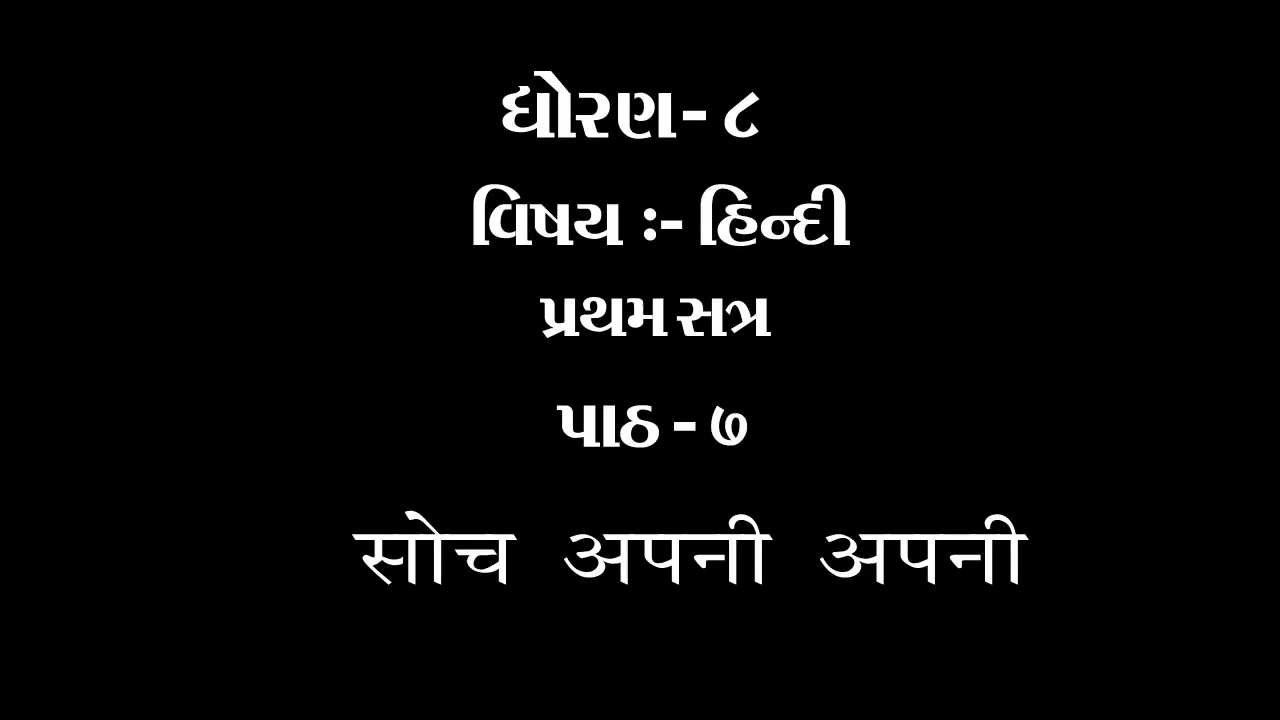 ધોરણ- ૮
વિષય :- હિન્દી
પ્રથમ સત્ર
પાઠ - ૭
सोच अपनी अपनी